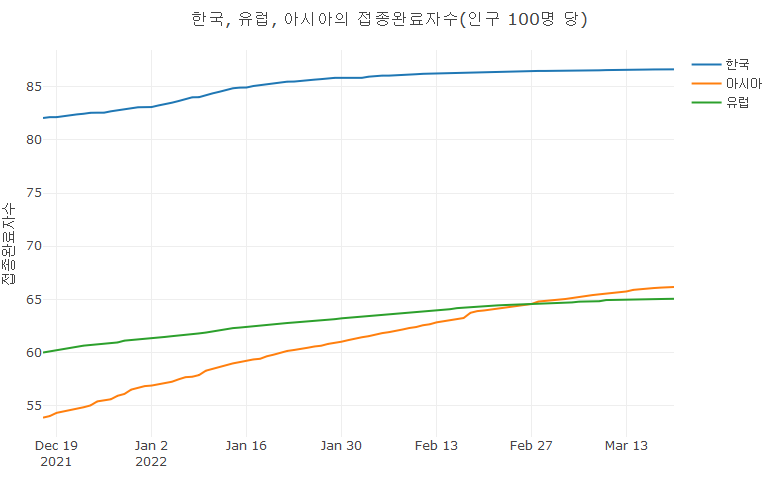 한국, 유럽, 아시아의 접종완료자수(인구 100명 당)
접종완료자수
85
80
75
70
65
60
55
Dec 19
2021
Jan 2
2022
Jan 16
Jan 30
Feb 13
Feb 27
Mar 13
한국
아시아
유럽